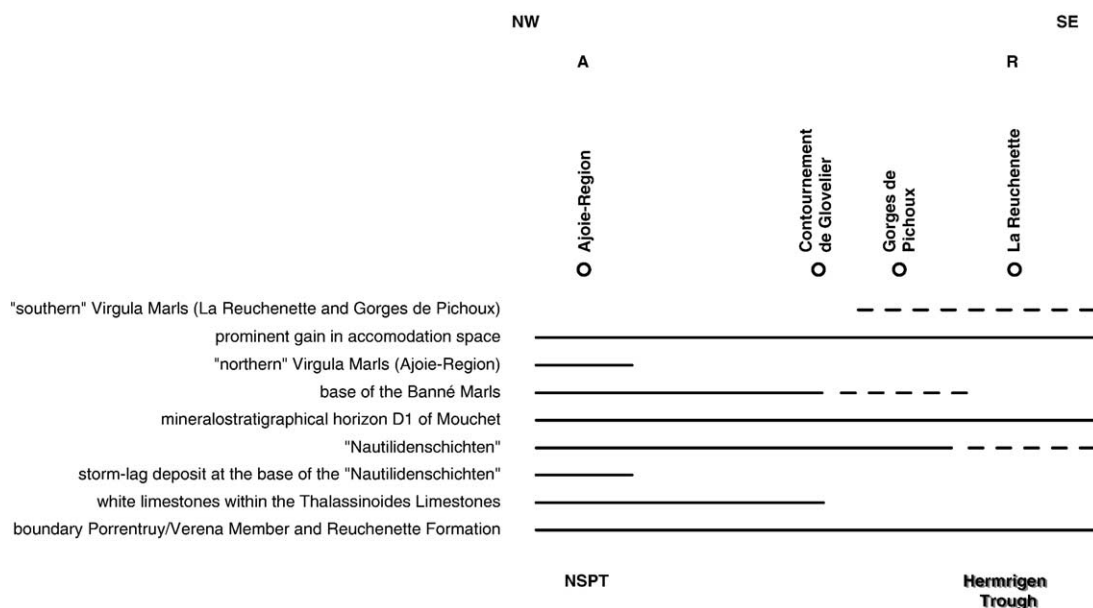 NW
SE
A
R
Ajoie-Region
Contournement
de Glovelier
Gorges de
Pichoux
La Reuchenette
"southern" Virgula Marls (La Reuchenette and Gorges de Pichoux)
prominent gain in accomodation space
"northern" Virgula Marls (Ajoie-Region)
base of the Banné Marls
mineralostratigraphical horizon D1 of Mouchet
"Nautilidenschichten"
storm-lag deposit at the base of the "Nautilidenschichten"
white limestones within the Thalassinoides Limestones
boundary Porrentruy/Verena Member and Reuchenette Formation
NSPT
Hermrigen
Trough